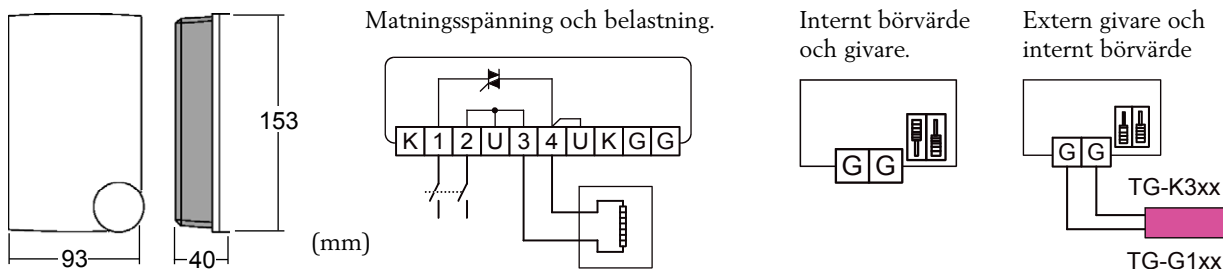 Matningsspänning och belastning.
Internt börvärde
och givare.
Extern givare och
internt börvärde
153
K 1 2 U 3 4 U K G G
G G
G G
TG-K3xx
TG-G1xx
93
40
(mm)